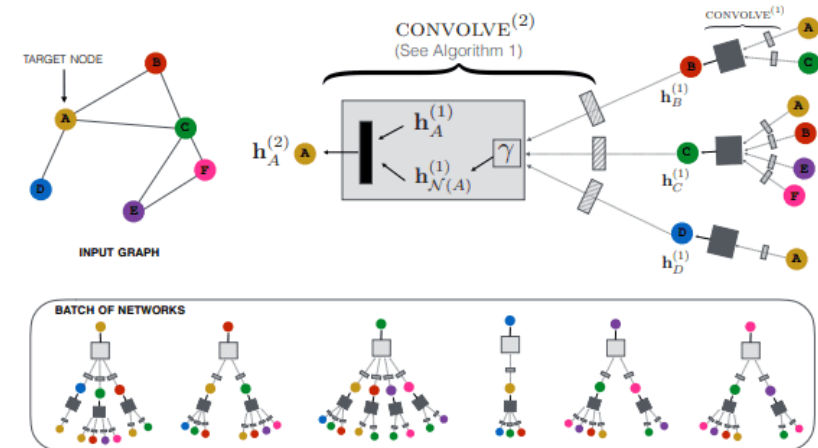 TARGET NODE
A
B
C
D
E
F
INPUT GRAPH
CONVOLVE^(2)
(See Algorithm 1)
h_A^(2)
A
h_A^(1)
h_{N(A)}^(1)
γ
CONVOLVE^(1)
B
h_B^(1)
A
C
C
h_C^(1)
A
B
E
F
D
h_D^(1)
A
BATCH OF NETWORKS